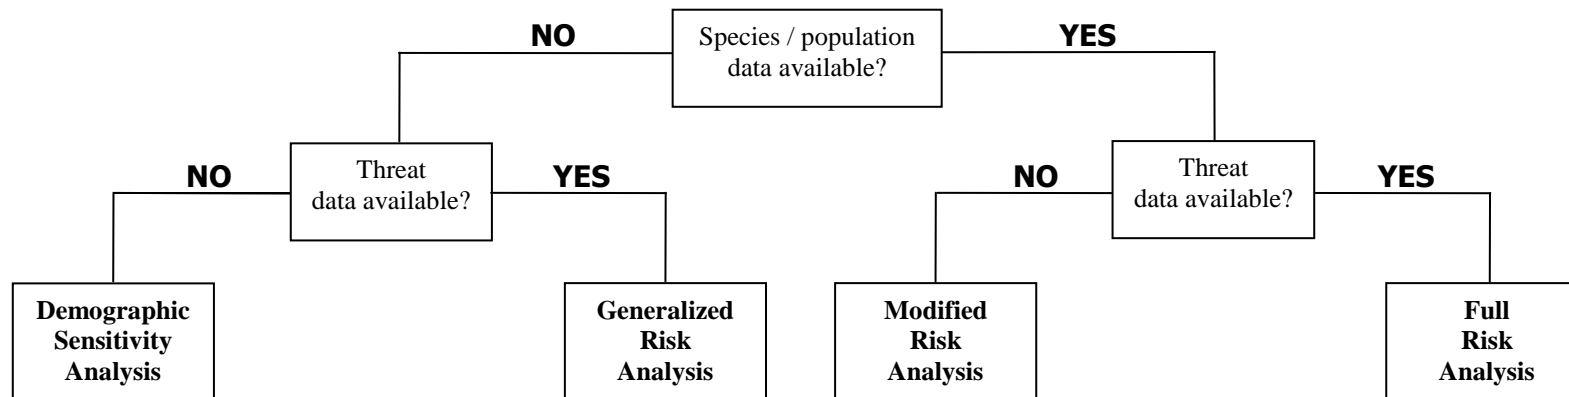 NO
Species / population
data available?
YES
NO
Threat
data available?
YES
NO
Threat
data available?
YES
Demographic
Sensitivity
Analysis
Generalized
Risk
Analysis
Modified
Risk
Analysis
Full
Risk
Analysis